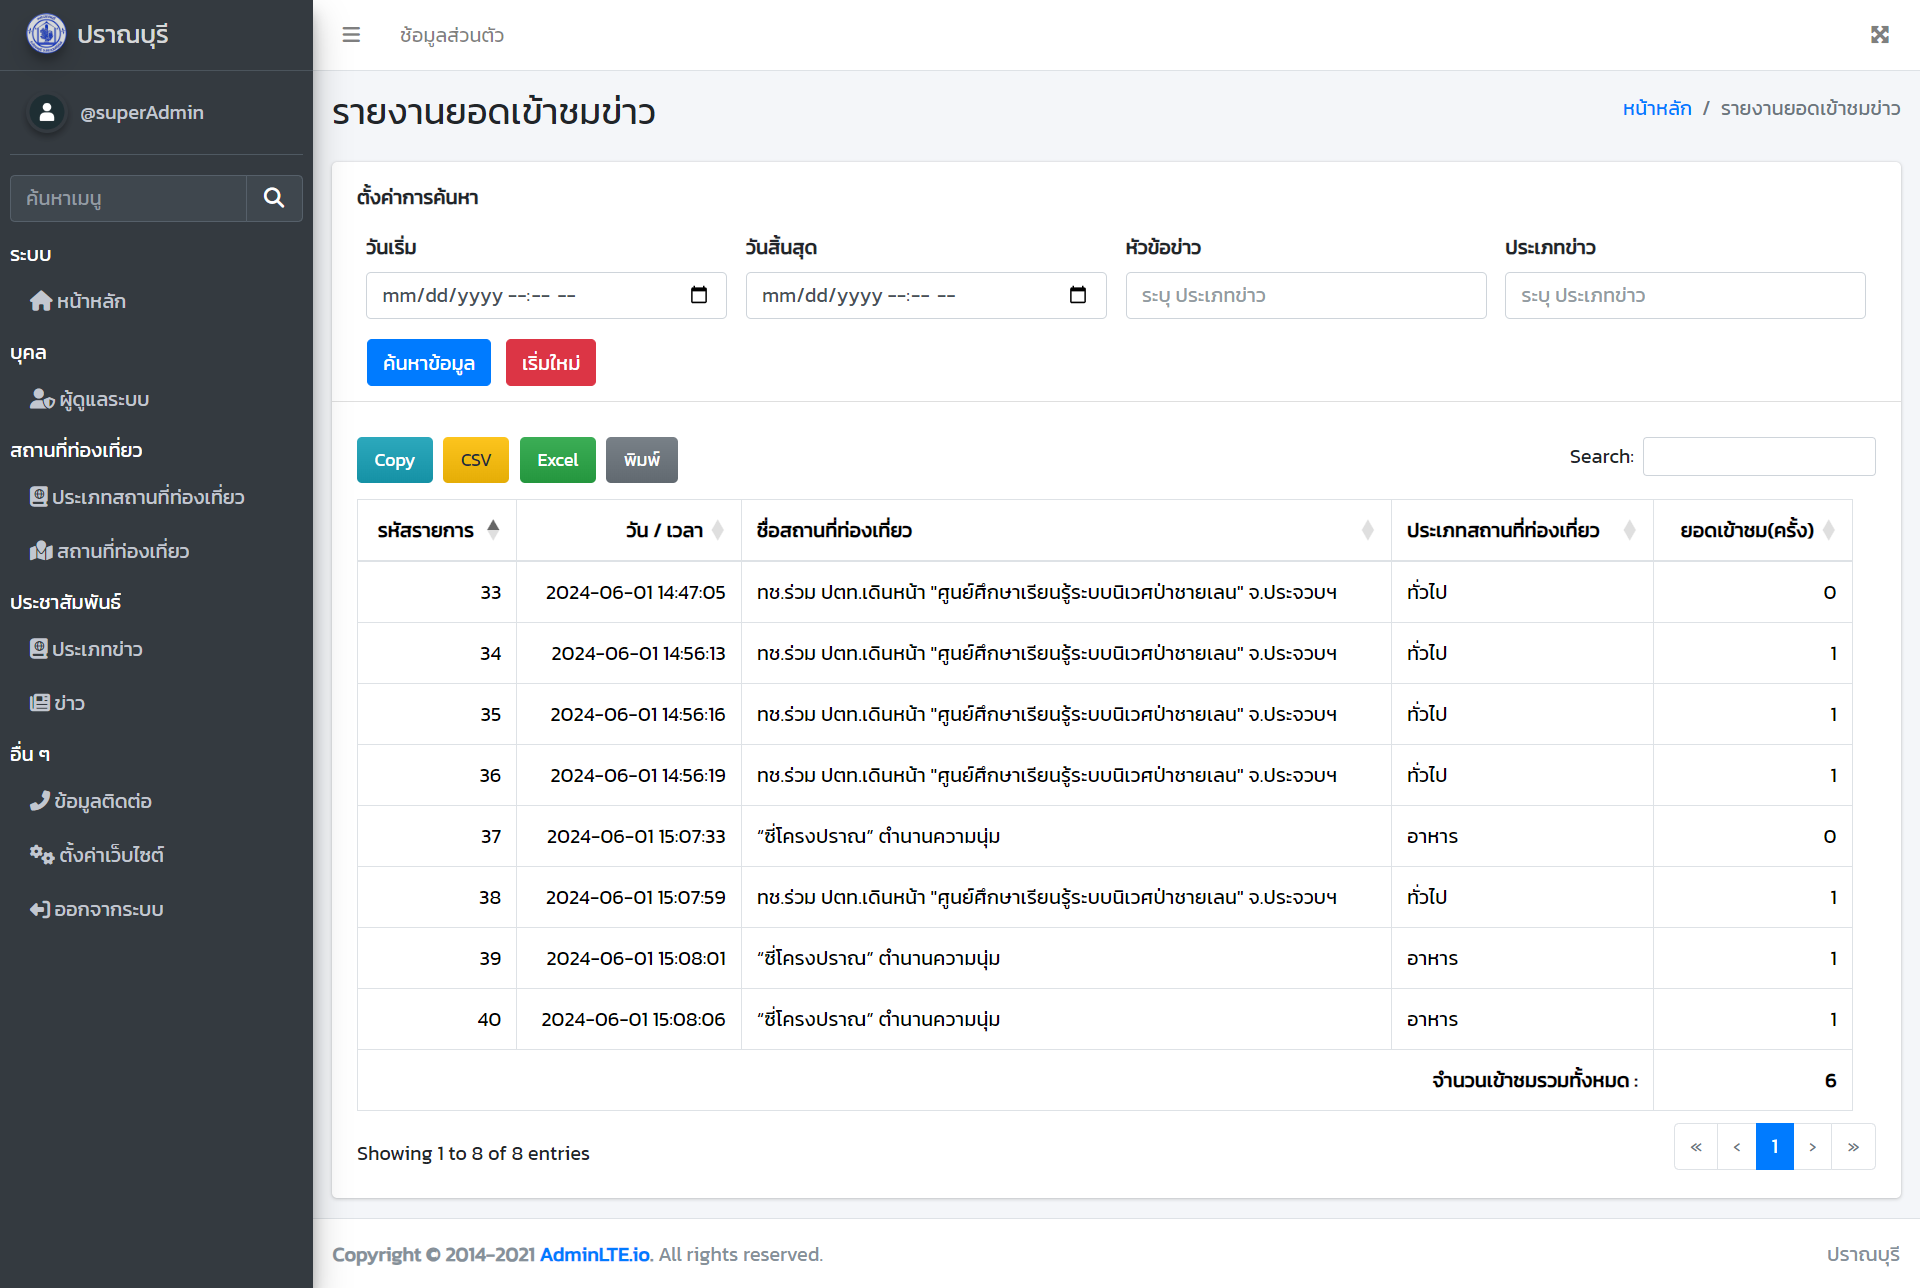 ปราณบุรี
ข้อมูลส่วนตัว
@superAdmin
ค้นหาเมนู
ระบบ
หน้าหลัก
บุคคล
ผู้ดูแลระบบ
สถานที่ท่องเที่ยว
ประเภทสถานที่ท่องเที่ยว
สถานที่ท่องเที่ยว
ประชาสัมพันธ์
ประเภทข่าว
ข่าว
อื่น ๆ
ข้อมูลติดต่อ
ตั้งค่าเว็บไซต์
ออกจากระบบ
รายงานยอดเข้าชมข่าว
หน้าหลัก / รายงานยอดเข้าชมข่าว
ตั้งค่าการค้นหา
วันเริ่ม วันสิ้นสุด หัวข้อข่าว ประเภทข่าว
mm/dd/yyyy --:-- -- mm/dd/yyyy --:-- -- ระบุ ประเภทข่าว ระบุ ประเภทข่าว
ค้นหาข้อมูล เริ่มใหม่
Copy CSV Excel พิมพ์ Search:
รหัสรายการ วัน / เวลา ชื่อสถานที่ท่องเที่ยว ประเภทสถานที่ท่องเที่ยว ยอดเข้าชม(ครั้ง)
33 2024-06-01 14:47:05 ทช.ร่วม ปตท.เดินหน้า "ศูนย์ศึกษาเรียนรู้ระบบนิเวศป่าชายเลน" จ.ประจวบฯ ทั่วไป 0
34 2024-06-01 14:56:13 ทช.ร่วม ปตท.เดินหน้า "ศูนย์ศึกษาเรียนรู้ระบบนิเวศป่าชายเลน" จ.ประจวบฯ ทั่วไป 1
35 2024-06-01 14:56:16 ทช.ร่วม ปตท.เดินหน้า "ศูนย์ศึกษาเรียนรู้ระบบนิเวศป่าชายเลน" จ.ประจวบฯ ทั่วไป 1
36 2024-06-01 14:56:19 ทช.ร่วม ปตท.เดินหน้า "ศูนย์ศึกษาเรียนรู้ระบบนิเวศป่าชายเลน" จ.ประจวบฯ ทั่วไป 1
37 2024-06-01 15:07:33 “ซี่โครงปราณ” ตำนานความนุ่ม อาหาร 0
38 2024-06-01 15:07:59 ทช.ร่วม ปตท.เดินหน้า "ศูนย์ศึกษาเรียนรู้ระบบนิเวศป่าชายเลน" จ.ประจวบฯ ทั่วไป 1
39 2024-06-01 15:08:01 “ซี่โครงปราณ” ตำนานความนุ่ม อาหาร 1
40 2024-06-01 15:08:06 “ซี่โครงปราณ” ตำนานความนุ่ม อาหาร 1
จำนวนเข้าชมรวมทั้งหมด : 6
Showing 1 to 8 of 8 entries
« ‹ 1 › »
Copyright © 2014-2021 AdminLTE.io. All rights reserved.
ปราณบุรี